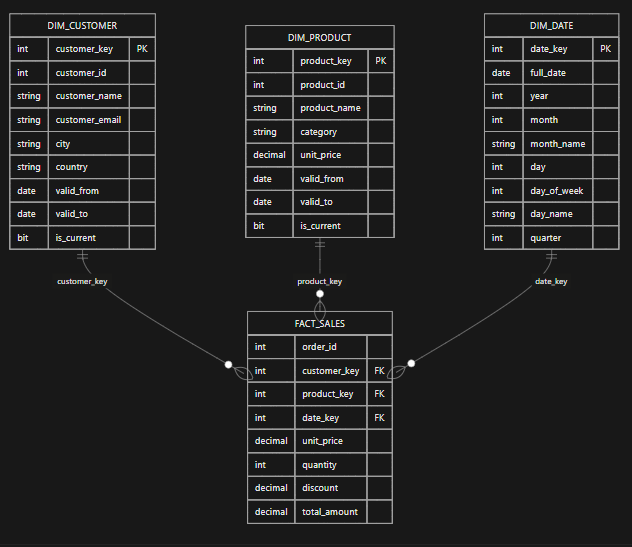 DIM_CUSTOMER
int customer_key PK
int customer_id
string customer_name
string customer_email
string city
string country
date valid_from
date valid_to
bit is_current
DIM_PRODUCT
int product_key PK
int product_id
string product_name
string category
decimal unit_price
date valid_from
date valid_to
bit is_current
DIM_DATE
int date_key PK
date full_date
int year
int month
string month_name
int day
int day_of_week
string day_name
int quarter
customer_key
product_key
date_key
FACT_SALES
int order_id
int customer_key FK
int product_key FK
int date_key FK
decimal unit_price
int quantity
decimal discount
decimal total_amount